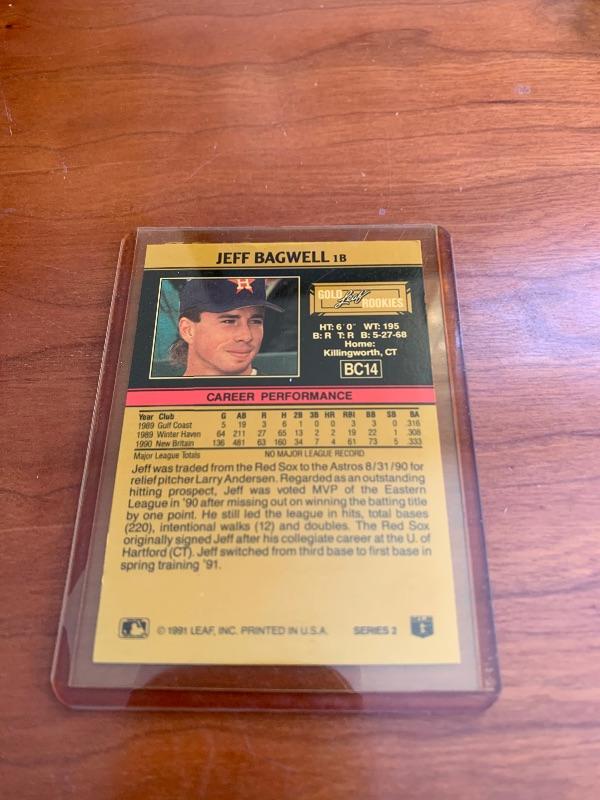 JEFF BAGWELL 1B
H
GOLD Leaf ROOKIES
HT: 6'0" WT: 195
B: R T: R B: 5-27-68
Home:
Killingworth, CT
BC14
CAREER PERFORMANCE
Year Club G AB R H 2B 3B HR RBI BB SB BA
1989 Gulf Coast 5 19 3 6 1 0 0 3 3 0 .316
1989 Winter Haven 64 211 27 65 13 2 2 19 22 1 .308
1990 New Britain 136 481 63 160 34 7 4 61 73 5 .333
Major League Totals NO MAJOR LEAGUE RECORD
Jeff was traded from the Red Sox to the Astros 8/31/90 for
relief pitcher Larry Andersen. Regarded as an outstanding
hitting prospect, Jeff was voted MVP of the Eastern
League in '90 after missing out on winning the batting title
by one point. He still led the league in hits, total bases
(220), intentional walks (12) and doubles. The Red Sox
originally signed Jeff after his collegiate career at the U. of
Hartford (CT). Jeff switched from third base to first base in
spring training '91.
© 1991 LEAF, INC. PRINTED IN U.S.A. SERIES 2